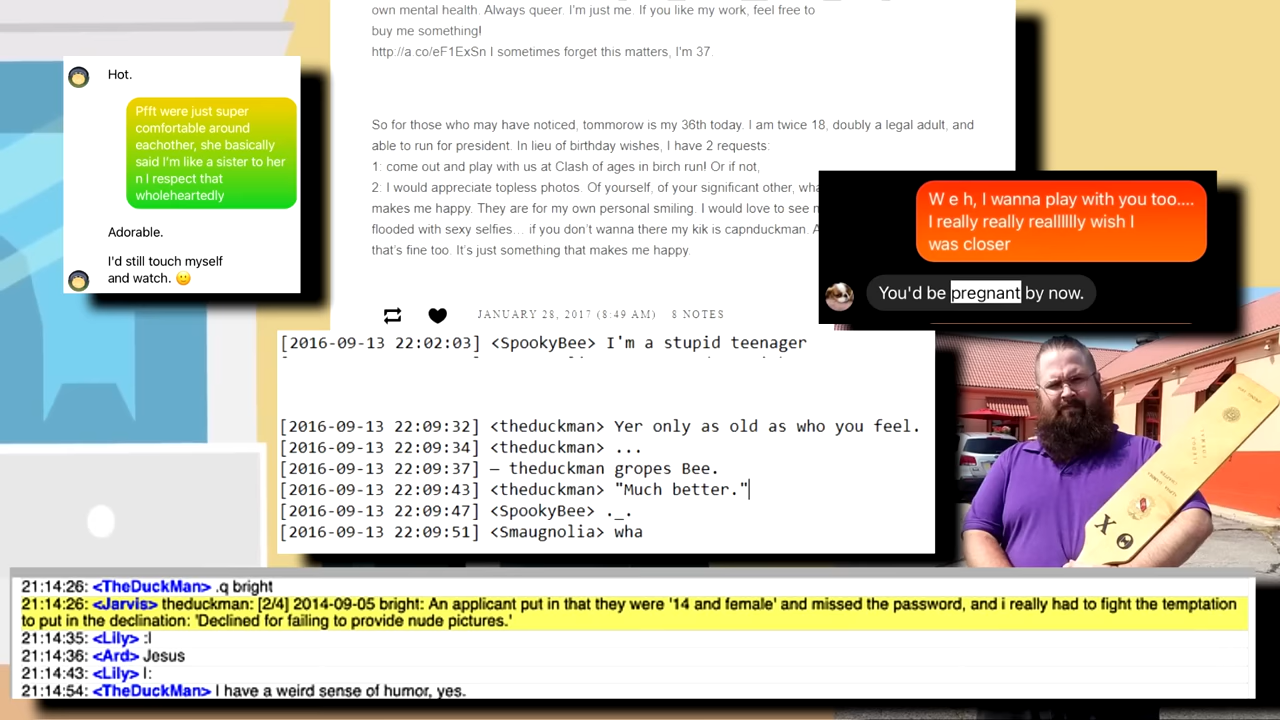 own mental health. Always queer. I'm just me. If you like my work, feel free to
buy me something!
http://a.co/eF1ExSn I sometimes forget this matters, I'm 37.
So for those who may have noticed, tommorow is my 36th today. I am twice 18, doubly a legal adult, and
able to run for president. In lieu of birthday wishes, I have 2 requests:
1: come out and play with us at Clash of ages in birch run! Or if not,
2: I would appreciate topless photos. Of yourself, of your significant other,
makes me happy. They are for my own personal smiling. I would love to see
flooded with sexy selfies... if you don't wanna there my kik is capnduckman.
that's fine too. It's just something that makes me happy.
JANUARY 28, 2017 (8:49 AM) 8 NOTES
Hot.
Pfft were just super
comfortable around
eachother, she basically
said I'm like a sister to her
n I respect that
wholeheartedly
Adorable.
I'd still touch myself
and watch. 🙂
W e h, I wanna play with you too....
I really really realllllly wish I
was closer
You'd be pregnant by now.
[2016-09-13 22:02:03] <SpookyBee> I'm a stupid teenager
[2016-09-13 22:09:32] <theduckman> Yer only as old as who you feel.
[2016-09-13 22:09:34] <theduckman> ...
[2016-09-13 22:09:37] — theduckman gropes Bee.
[2016-09-13 22:09:43] <theduckman> "Much better."
[2016-09-13 22:09:47] <SpookyBee> ._.
[2016-09-13 22:09:51] <Smaugnolia> wha
21:14:26: <TheDuckMan> .q bright
21:14:26: <Jarvis> theduckman: [2/4] 2014-09-05 bright: An applicant put in that they were '14 and female' and missed the password, and i really had to fight the temptation
to put in the declination: 'Declined for failing to provide nude pictures.'
21:14:35: <Lily> :l
21:14:36: <Ard> Jesus
21:14:43: <Lily> l:
21:14:54: <TheDuckMan> I have a weird sense of humor, yes.